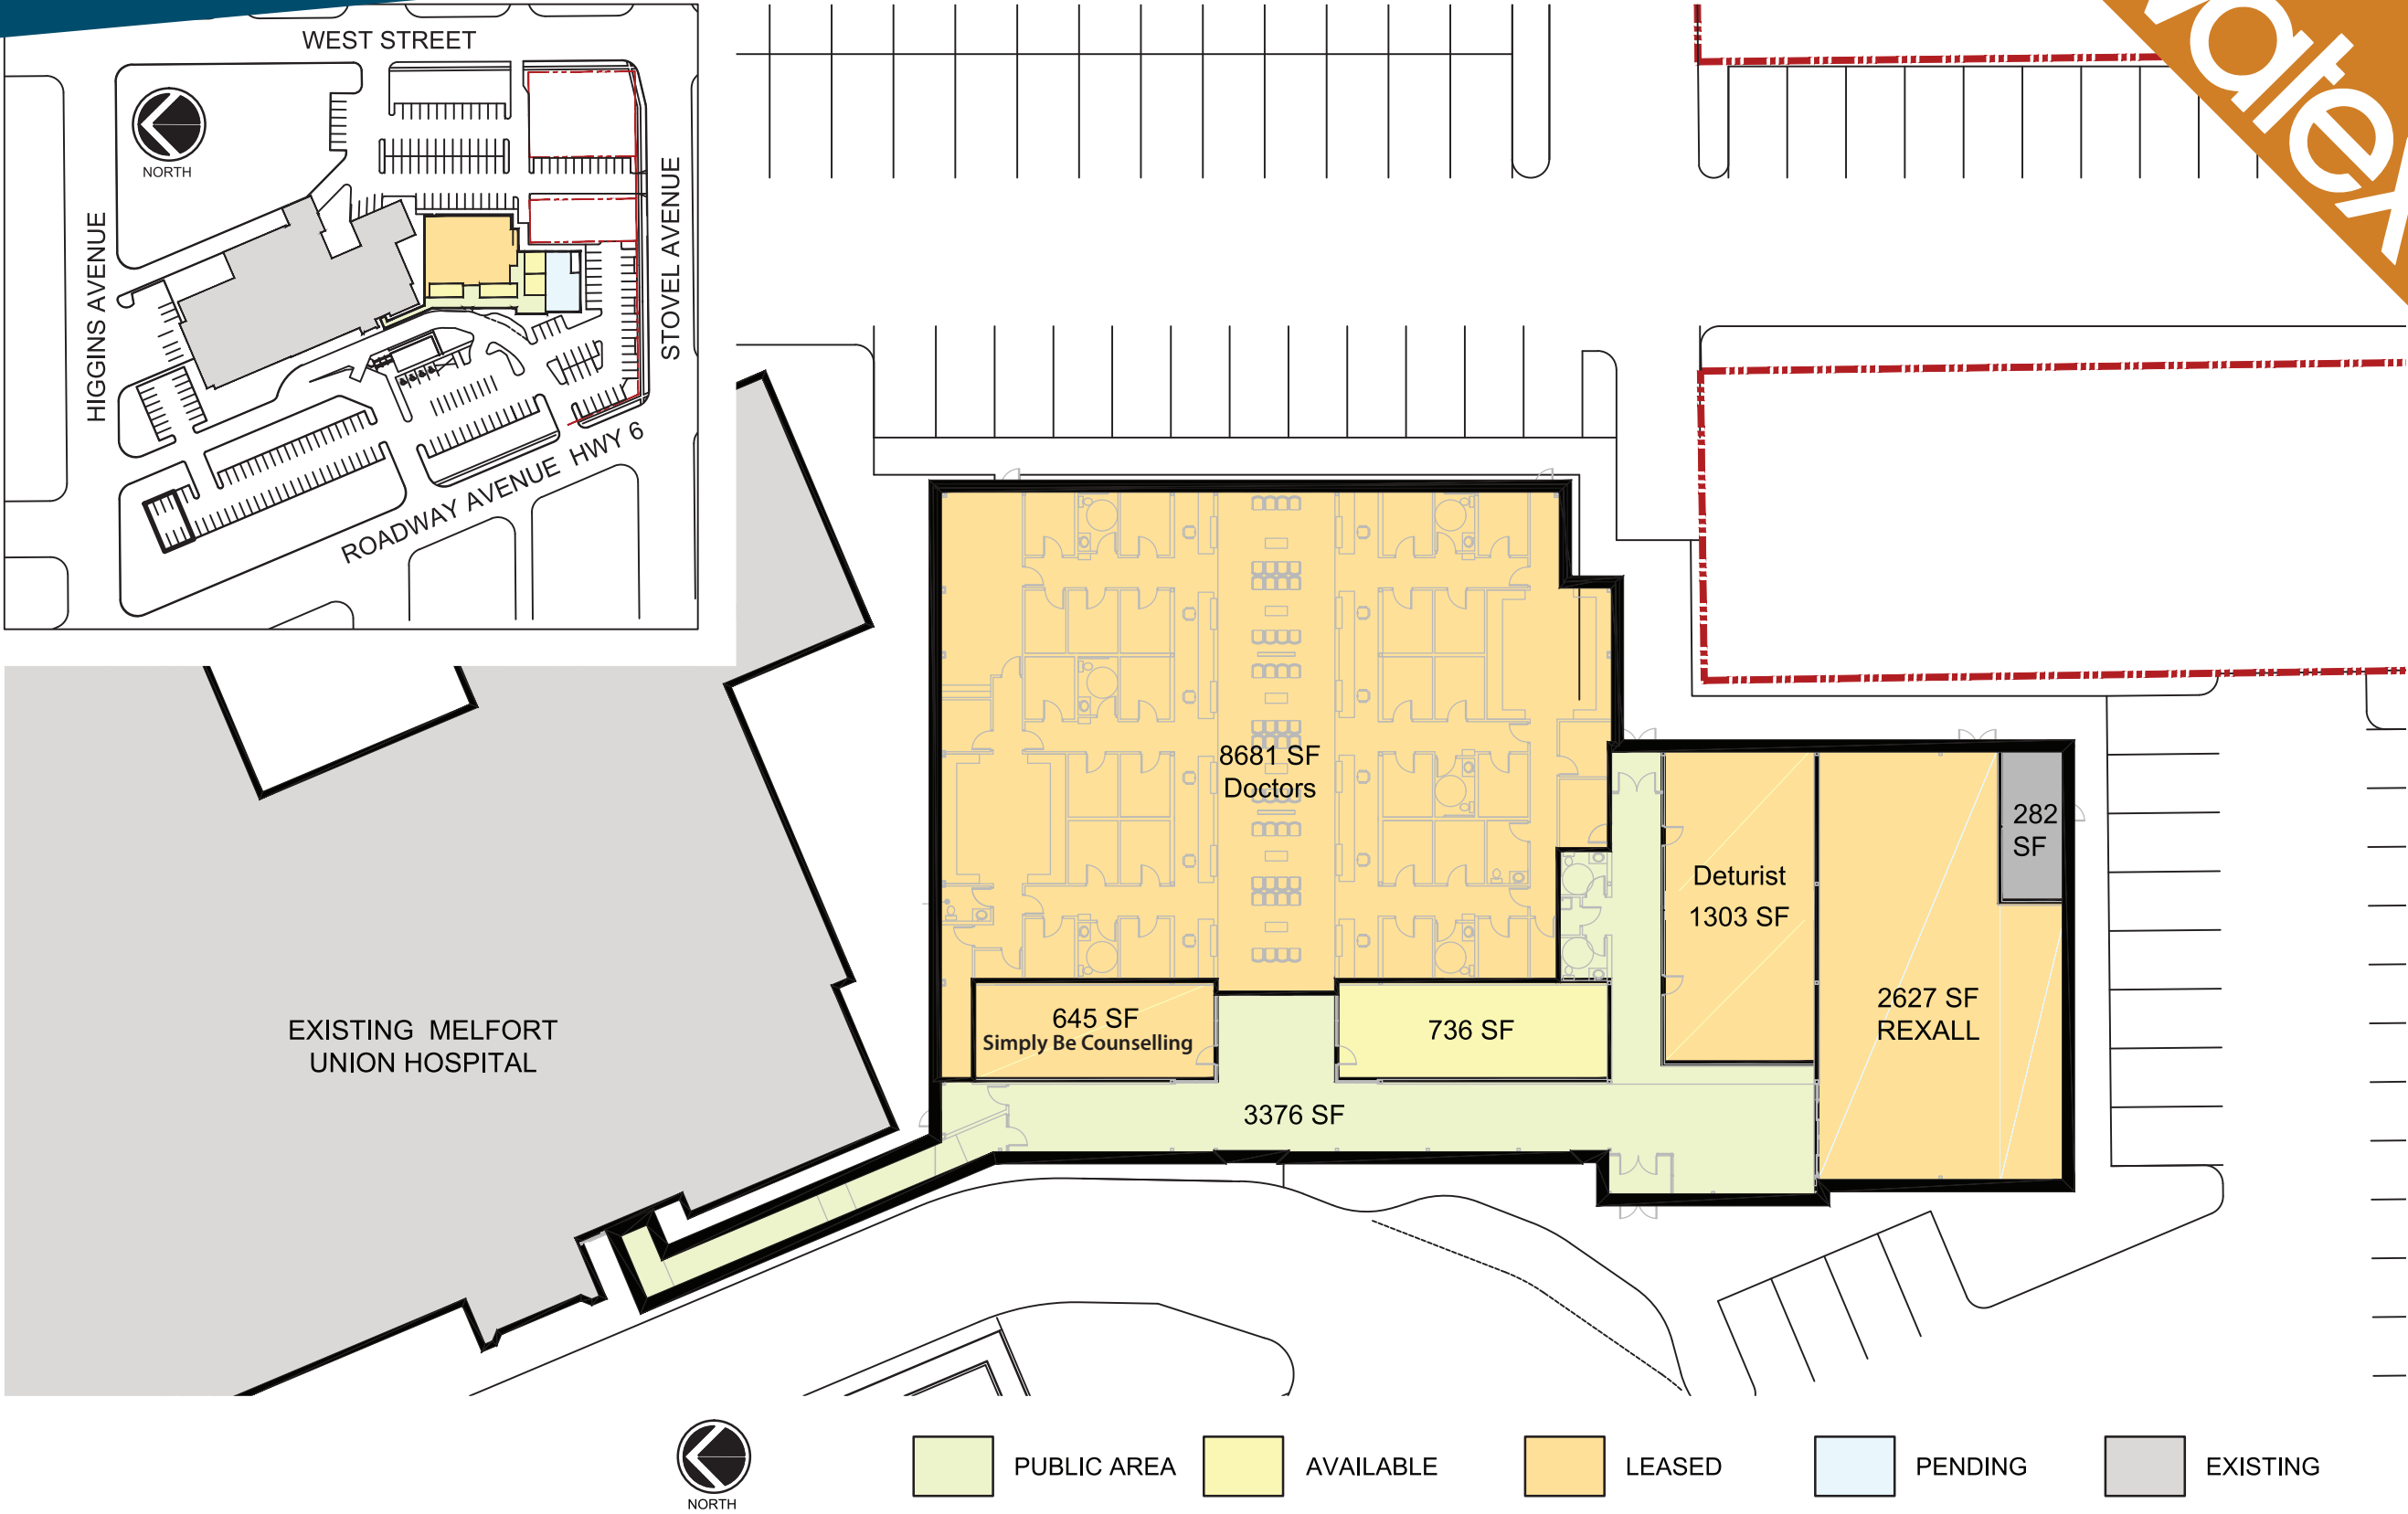 WEST STREET
NORTH
HIGGINS AVENUE
STOVEL AVENUE
ROADWAY AVENUE HWY 6
8681 SF
Doctors
282
SF
Deturist
1303 SF
2627 SF
REXALL
645 SF
Simply Be Counselling
736 SF
3376 SF
EXISTING MELFORT
UNION HOSPITAL
NORTH
PUBLIC AREA
AVAILABLE
LEASED
PENDING
EXISTING